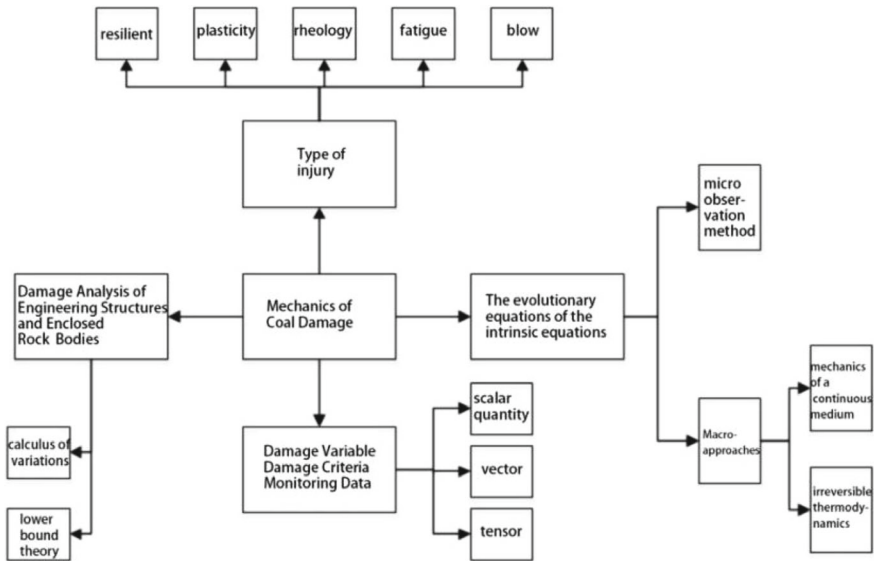 resilient
plasticity
rheology
fatigue
blow
Type of
injury
micro
obser-
vation
method
Damage Analysis of
Engineering Structures
and Enclosed
Rock Bodies
Mechanics of
Coal Damage
The evolutionary
equations of the
intrinsic equations
mechanics
of a
continuous
medium
scalar
quantity
calculus of
variations
Damage Variable
Damage Criteria
Monitoring Data
vector
Macro-
approaches
lower
bound
theory
tensor
irreversible
thermody-
namics